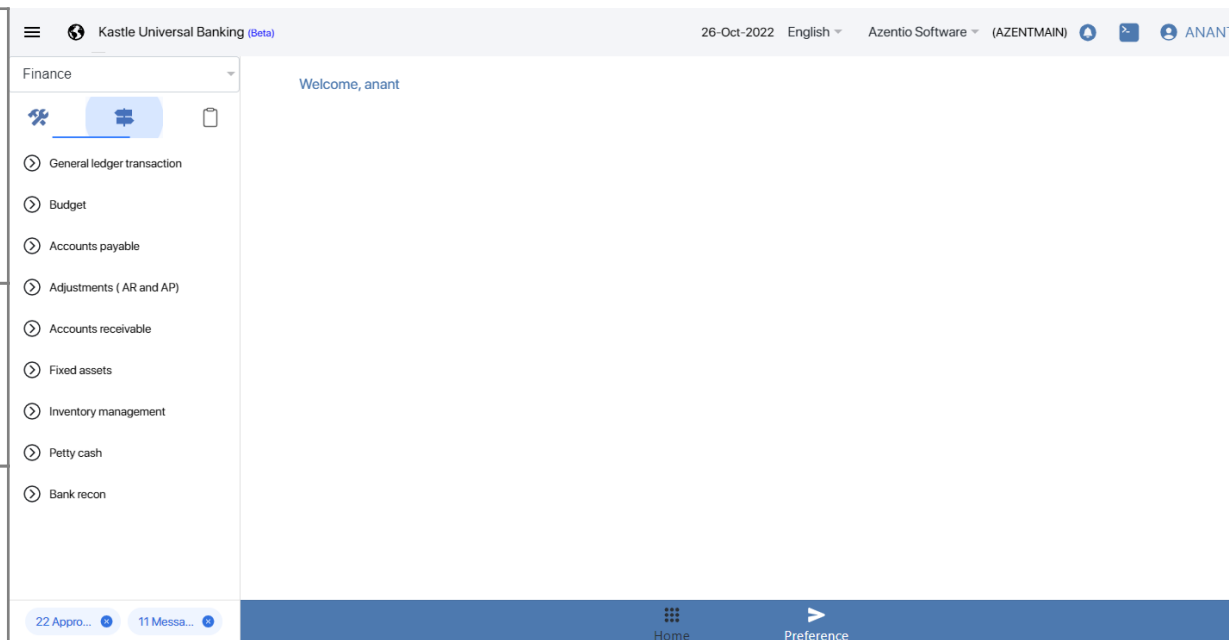 Kastle Universal Banking (Beta) 26-Oct-2022 English Azentio Software (AZENTMAIN) ANANT
Finance
Welcome, anant
General ledger transaction
Budget
Accounts payable
Adjustments ( AR and AP)
Accounts receivable
Fixed assets
Inventory management
Petty cash
Bank recon
22 Appro... 11 Messa...
Home Preference